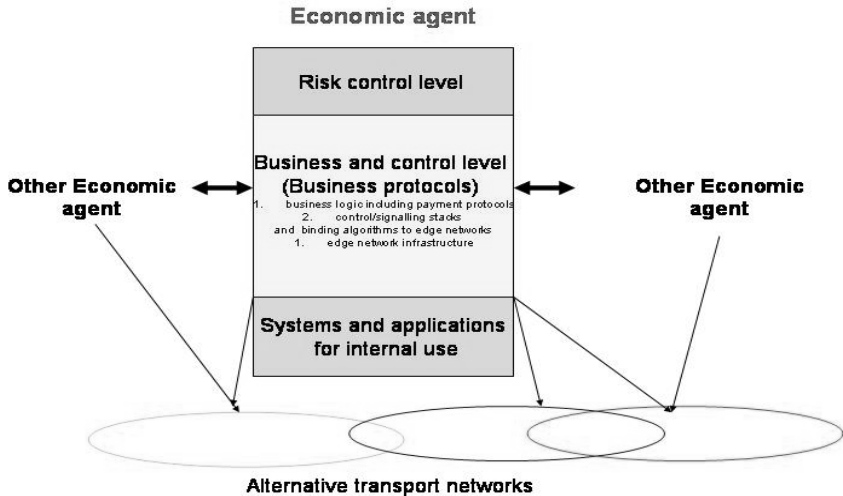 Economic agent
Risk control level
Business and control level
(Business protocols)
1. business logic including payment protocols
2. control/signalling stacks
and binding algorithms to edge networks
1. edge network infrastructure
Other Economic
agent
Other Economic
agent
Systems and applications
for internal use
Alternative transport networks